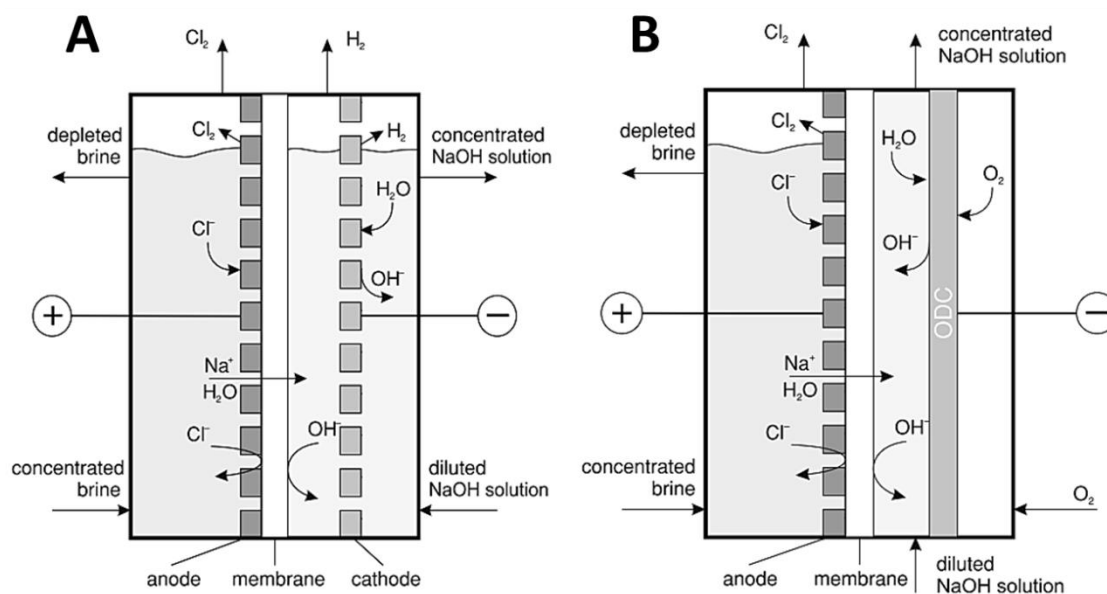 A
Cl₂
H₂
depleted
brine
Cl₂
H₂
concentrated
NaOH solution
H₂O
Cl⁻
OH⁻
+
−
Na⁺
H₂O
Cl⁻
OH⁻
concentrated
brine
diluted
NaOH solution
anode
membrane
cathode
B
Cl₂
concentrated
NaOH solution
depleted
brine
Cl₂
H₂O
O₂
Cl⁻
OH⁻
+
ODC
−
Na⁺
H₂O
Cl⁻
OH⁻
concentrated
brine
O₂
anode
membrane
diluted
NaOH solution